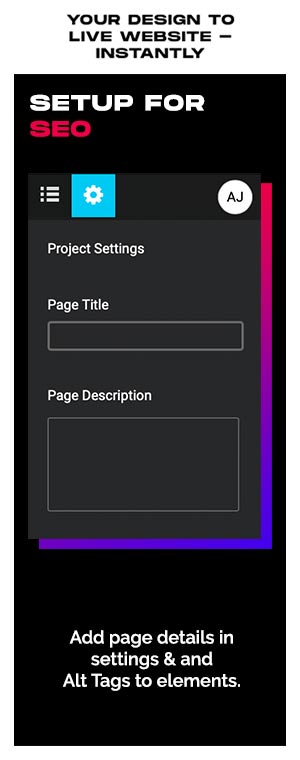 YOUR DESIGN TO
LIVE WEBSITE –
INSTANTLY
SETUP FOR
SEO
AJ
Project Settings
Page Title
Page Description
Add page details in
settings & and
Alt Tags to elements.